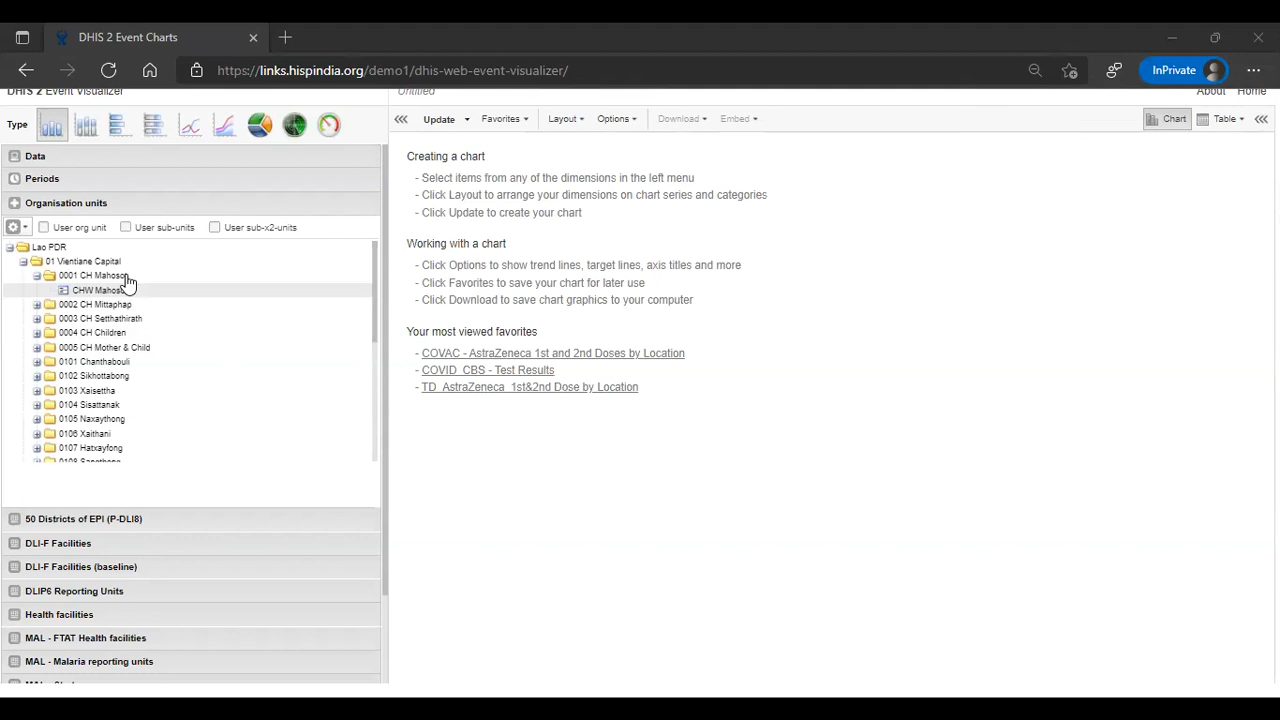 DHIS 2 Event Charts
https://links.hispindia.org/demo1/dhis-web-event-visualizer/
InPrivate
DHIS 2 Event Visualizer
Untitled
About Home
Type
Update Favorites Layout Options Download Embed Chart Table
Data
Periods
Organisation units
User org unit User sub-units User sub-x2-units
Lao PDR
01 Vientiane Capital
0001 CH Mahosot
CHW
0002 CH Mittaphap
0003 CH Setthathirath
0004 CH Children
0005 CH Mother & Child
0101 Chanthabouli
0102 Sikhottabong
0103 Xaisettha
0104 Sisattanak
0105 Naxaythong
0106 Xaithani
0107 Hatxayfong
50 Districts of EPI (P-DLI8)
DLI-F Facilities
DLI-F Facilities (baseline)
DLIP6 Reporting Units
Health facilities
MAL - FTAT Health facilities
MAL - Malaria reporting units
Creating a chart
- Select items from any of the dimensions in the left menu
- Click Layout to arrange your dimensions on chart series and categories
- Click Update to create your chart
Working with a chart
- Click Options to show trend lines, target lines, axis titles and more
- Click Favorites to save your chart for later use
- Click Download to save chart graphics to your computer
Your most viewed favorites
- COVAC - AstraZeneca 1st and 2nd Doses by Location
- COVID_CBS - Test Results
- TD_AstraZeneca_1st&2nd Dose by Location